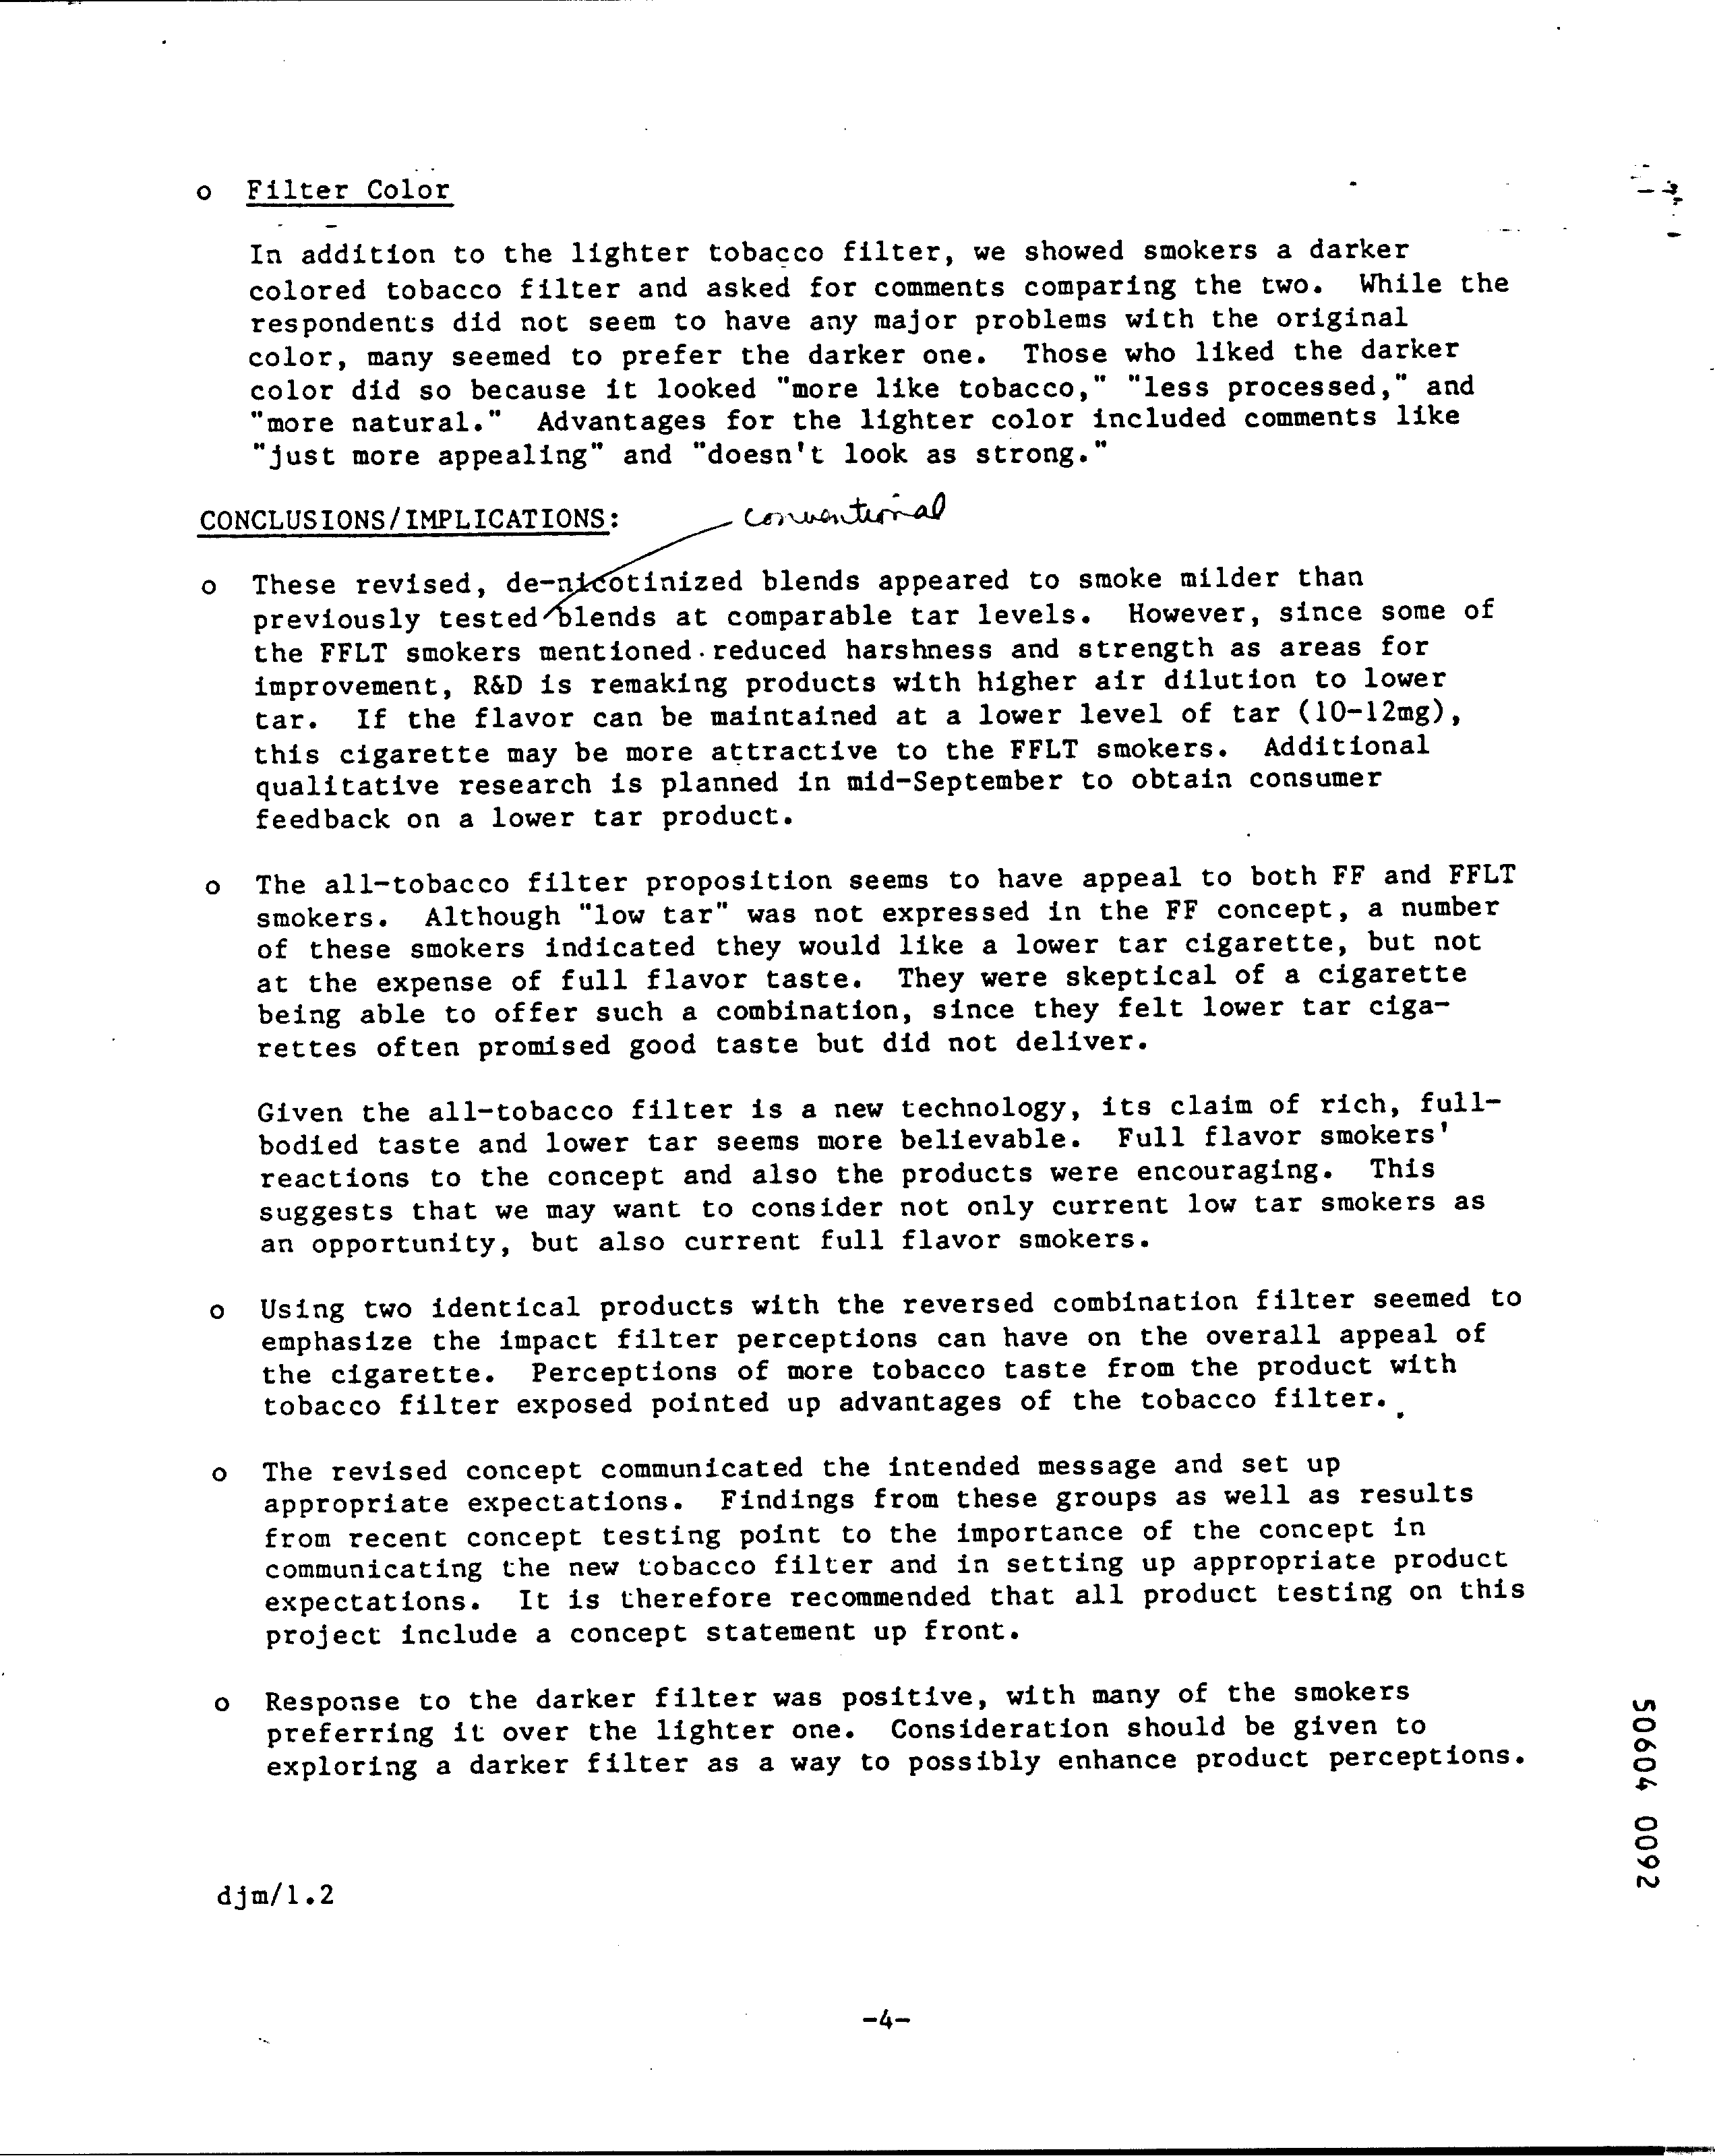 o Filter Color
In addition to the lighter tobacco filter, we showed smokers a darker
colored tobacco filter and asked for comments comparing the two. While the
respondents did not seem to have any major problems with the original
color, many seemed to prefer the darker one. Those who liked the darker
color did so because it looked "more like tobacco," "less processed," and
"more natural." Advantages for the lighter color included comments like
"just more appealing" and "doesn't look as strong."
CONCLUSIONS/IMPLICATIONS:
conventional
o These revised, de-nicotinized blends appeared to smoke milder than
previously tested blends at comparable tar levels. However, since some of
the FFLT smokers mentioned reduced harshness and strength as areas for
improvement, R&D is remaking products with higher air dilution to lower
tar. If the flavor can be maintained at a lower level of tar (10-12mg),
this cigarette may be more attractive to the FFLT smokers. Additional
qualitative research is planned in mid-September to obtain consumer
feedback on a lower tar product.
o The all-tobacco filter proposition seems to have appeal to both FF and FFLT
smokers. Although "low tar" was not expressed in the FF concept, a number
of these smokers indicated they would like a lower tar cigarette, but not
at the expense of full flavor taste. They were skeptical of a cigarette
being able to offer such a combination, since they felt lower tar ciga-
rettes often promised good taste but did not deliver.
Given the all-tobacco filter is a new technology, its claim of rich, full-
bodied taste and lower tar seems more believable. Full flavor smokers'
reactions to the concept and also the products were encouraging. This
suggests that we may want to consider not only current low tar smokers as
an opportunity, but also current full flavor smokers.
o Using two identical products with the reversed combination filter seemed to
emphasize the impact filter perceptions can have on the overall appeal of
the cigarette. Perceptions of more tobacco taste from the product with
tobacco filter exposed pointed up advantages of the tobacco filter.
o The revised concept communicated the intended message and set up
appropriate expectations. Findings from these groups as well as results
from recent concept testing point to the importance of the concept in
communicating the new tobacco filter and in setting up appropriate product
expectations. It is therefore recommended that all product testing on this
project include a concept statement up front.
o Response to the darker filter was positive, with many of the smokers
preferring it over the lighter one. Consideration should be given to
exploring a darker filter as a way to possibly enhance product perceptions.
50604 0092
djm/1.2
-4-